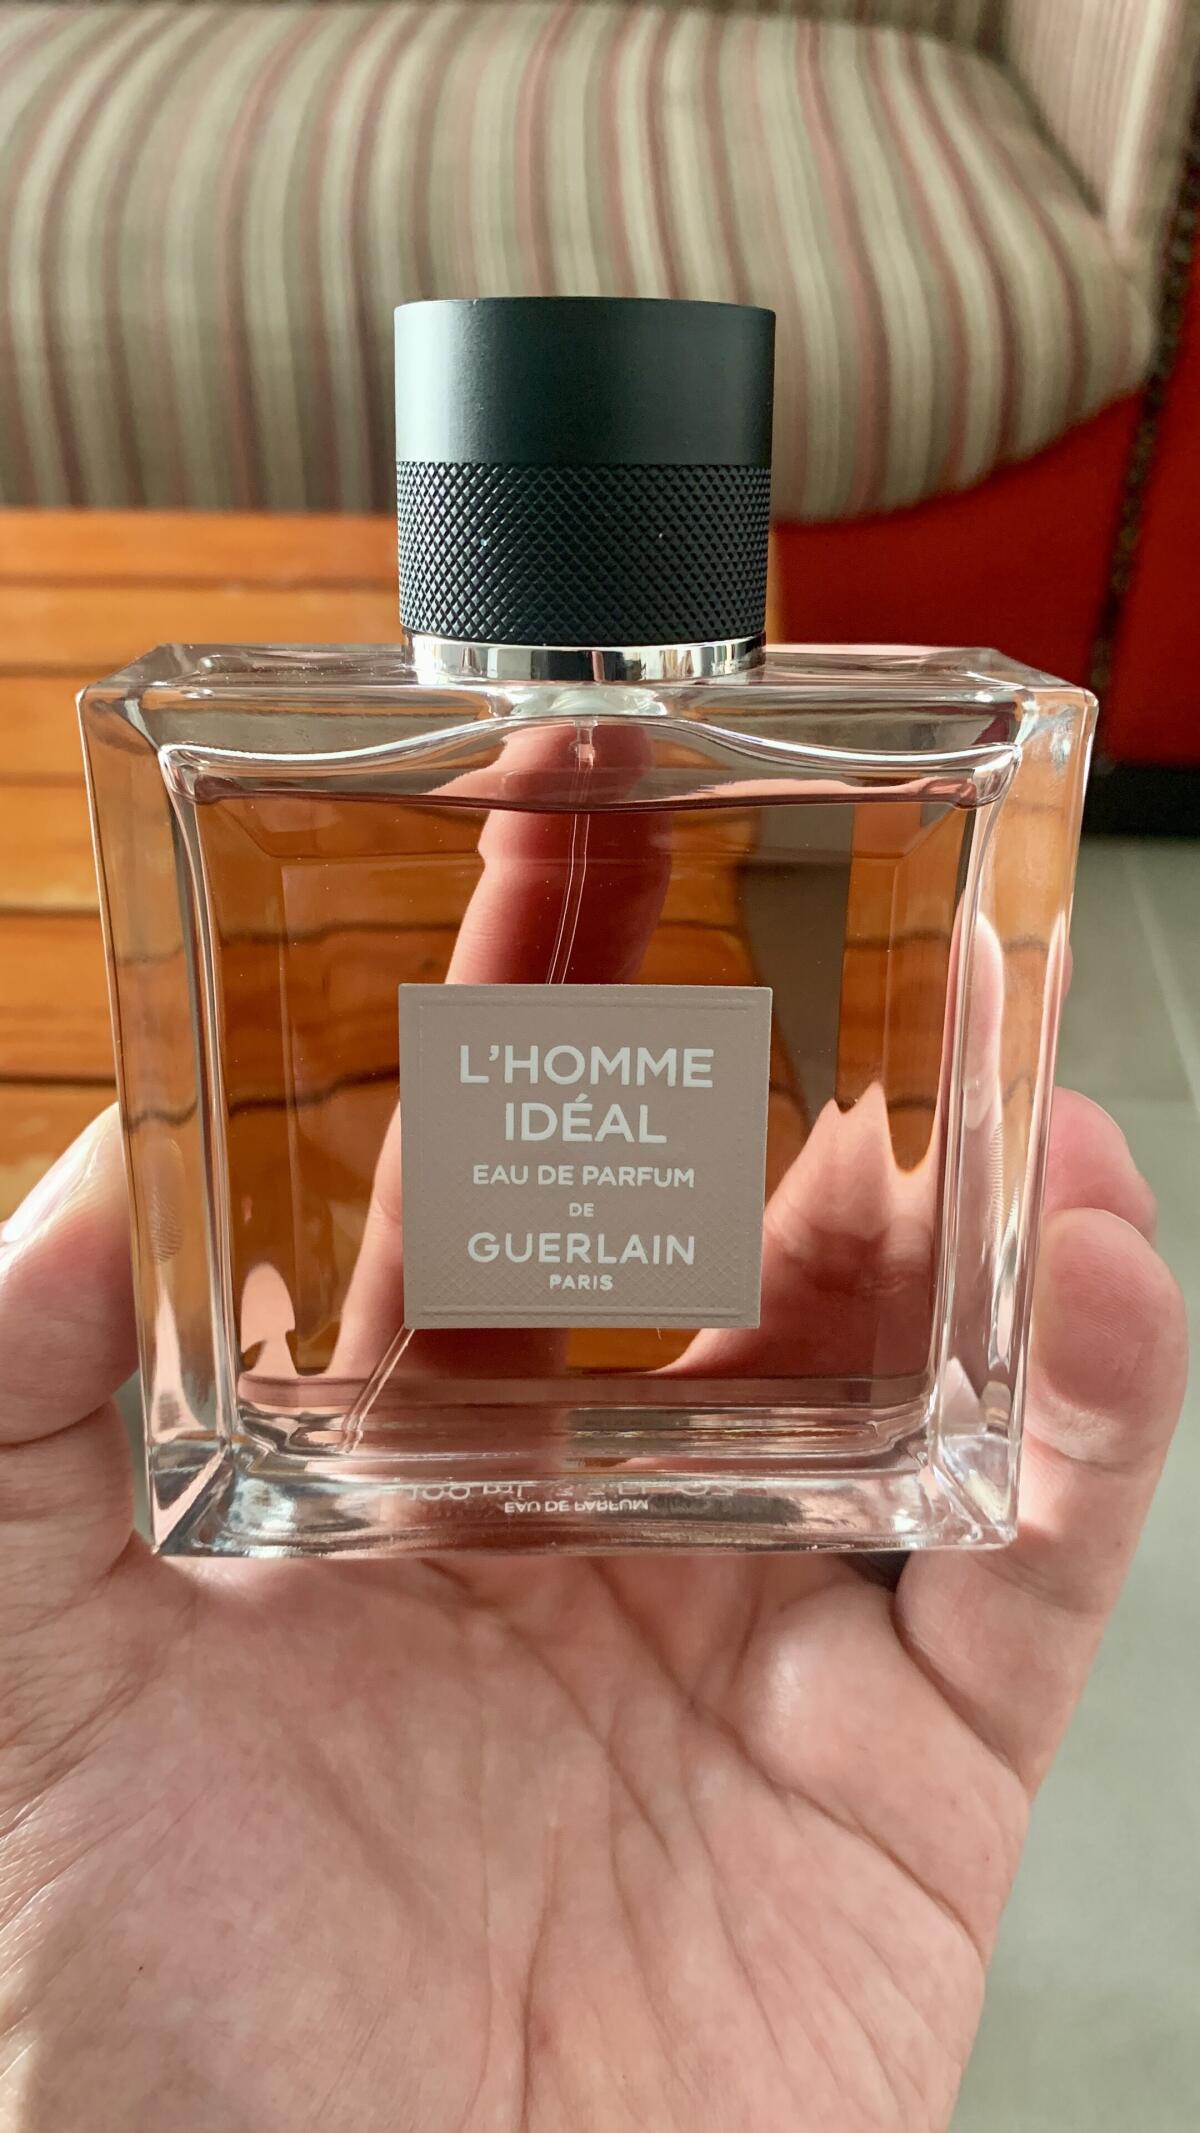 L'HOMME
IDÉAL
EAU DE PARFUM
DE
GUERLAIN
PARIS
EAU DE PARFUM